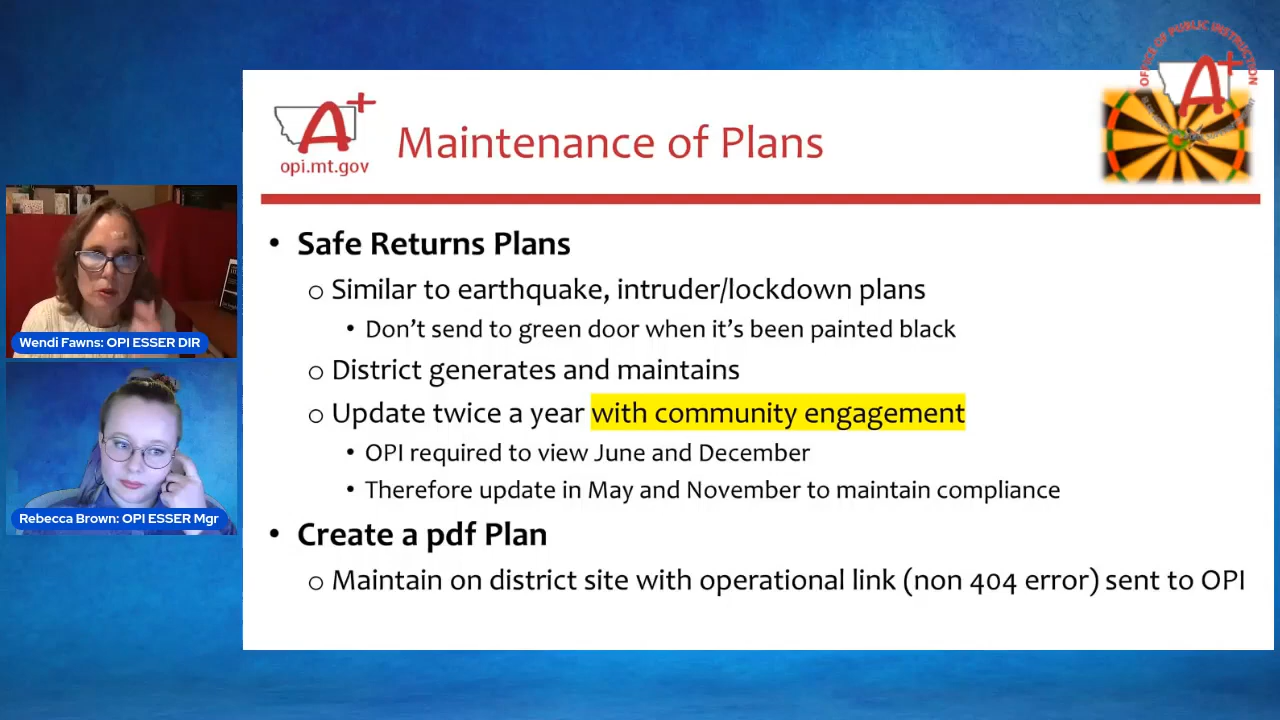 OFFICE OF PUBLIC INSTRUCTION
A+
A+
opi.mt.gov
Maintenance of Plans
• Safe Returns Plans
o Similar to earthquake, intruder/lockdown plans
• Don't send to green door when it's been painted black
o District generates and maintains
o Update twice a year with community engagement
• OPI required to view June and December
• Therefore update in May and November to maintain compliance
• Create a pdf Plan
o Maintain on district site with operational link (non 404 error) sent to OPI
Wendi Fawns: OPI ESSER DIR
Rebecca Brown: OPI ESSER Mgr